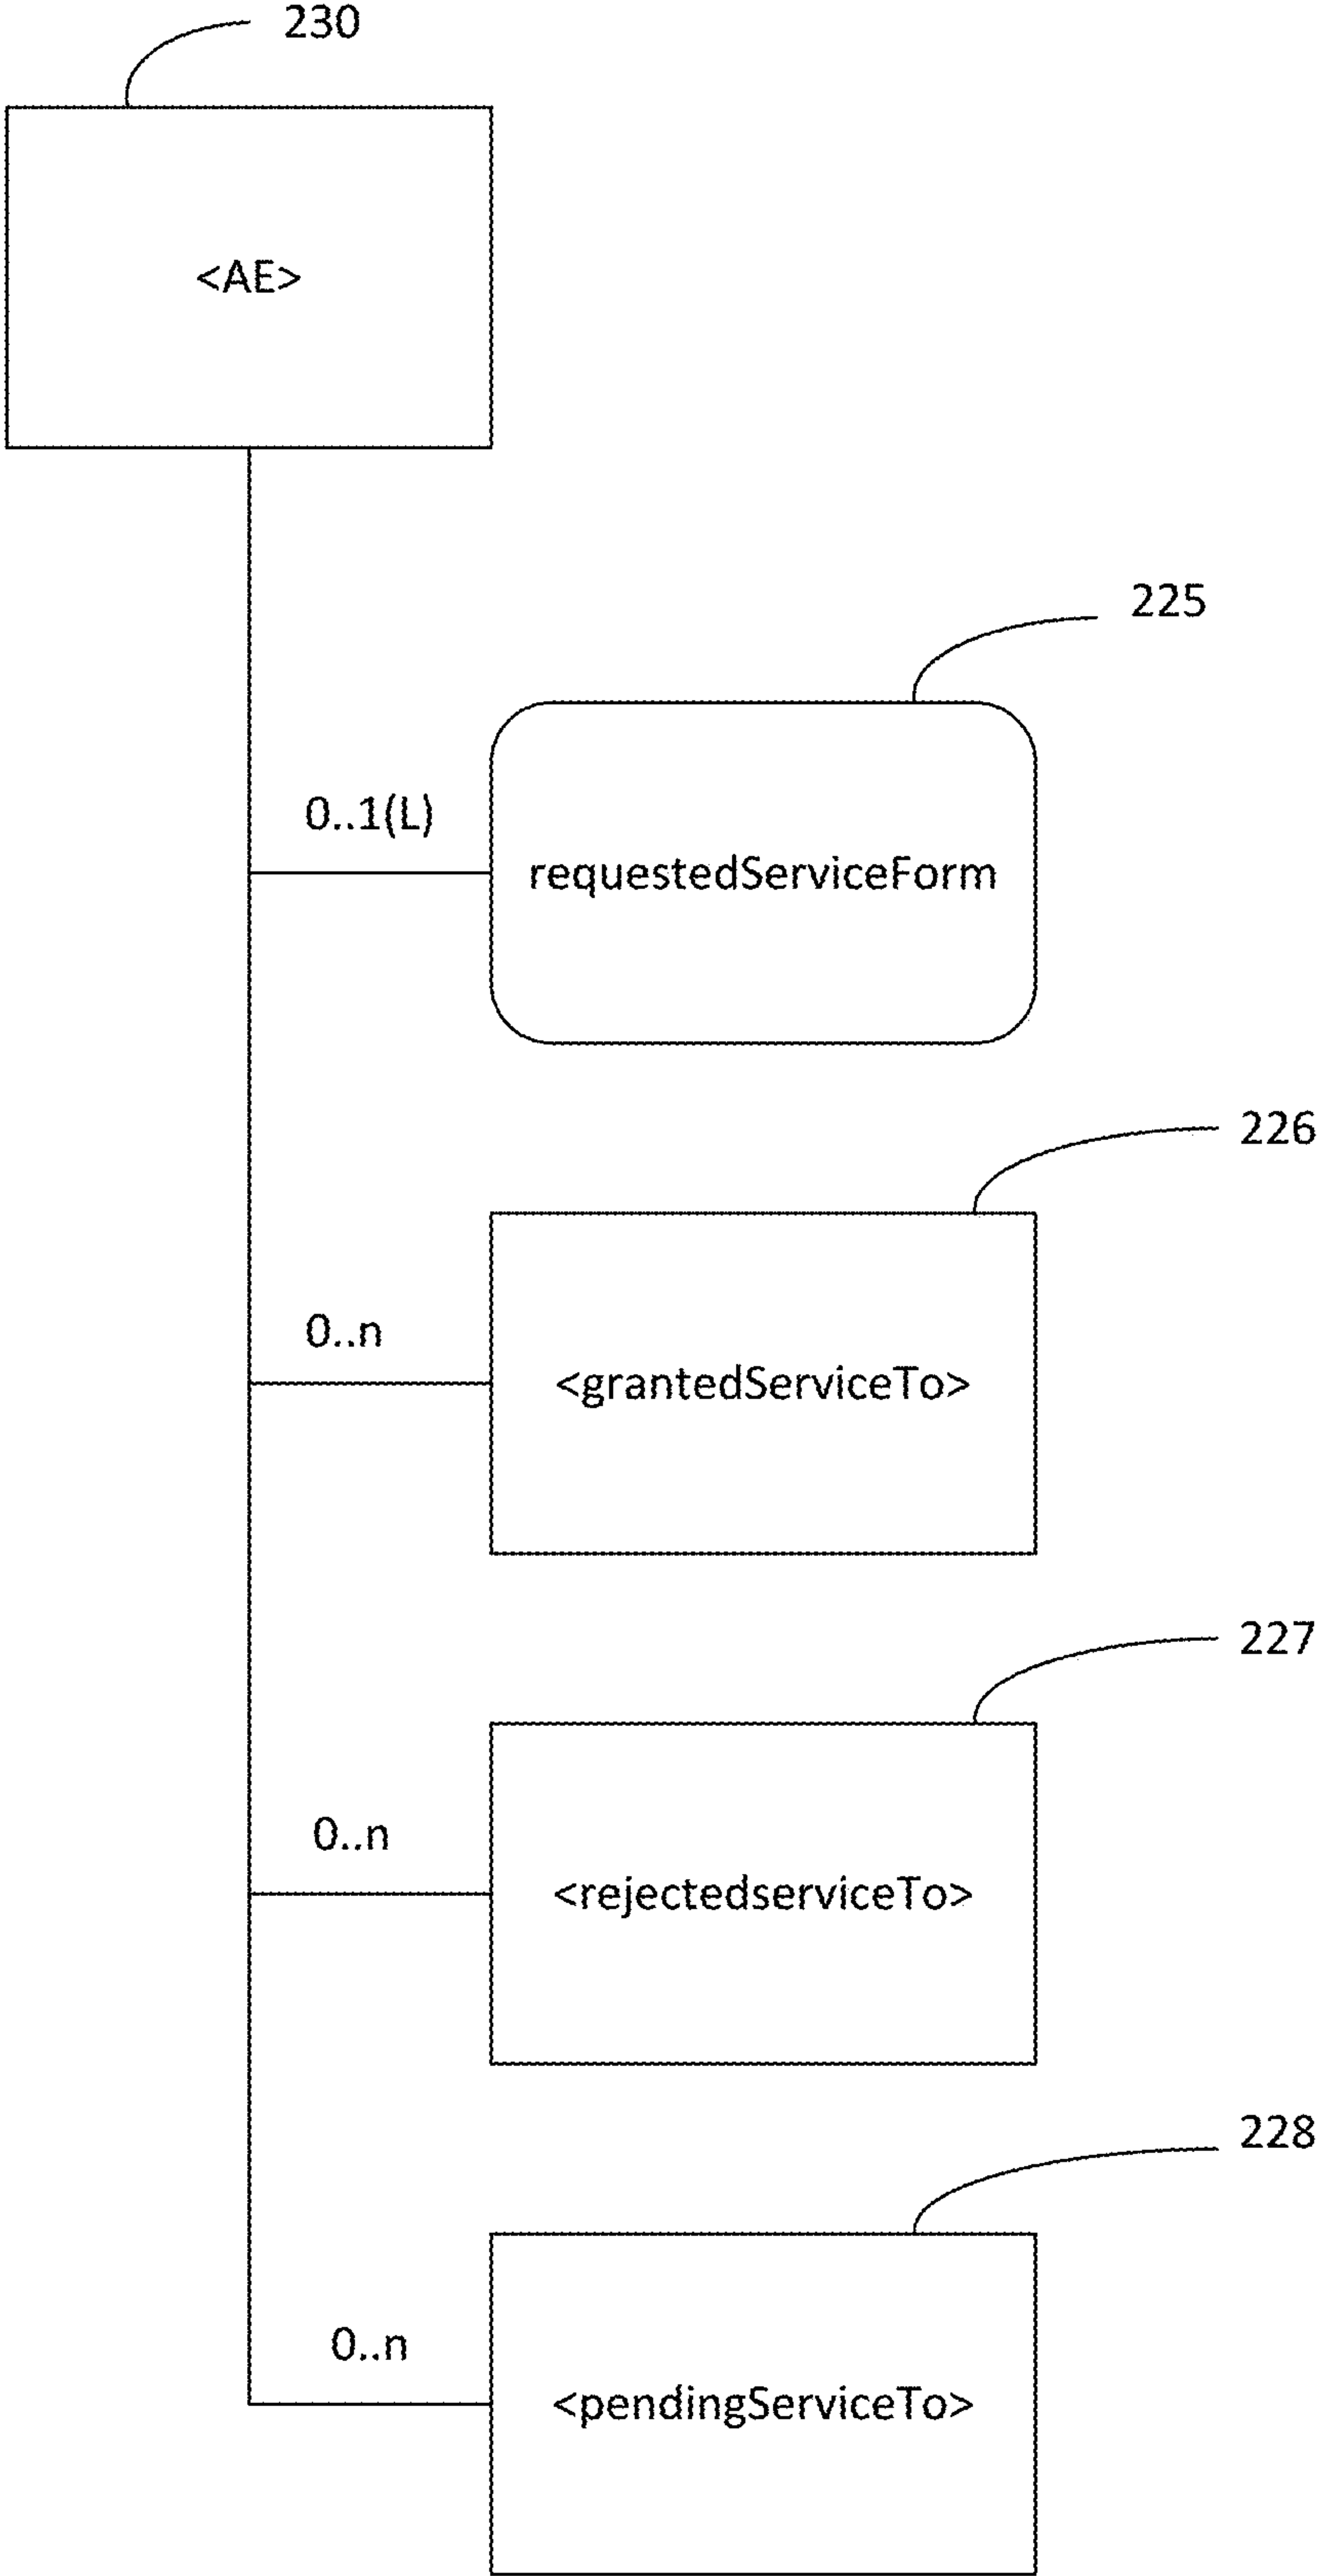 230
<AE>
225
0..1(L)
requestedServiceForm
226
0..n
<grantedServiceTo>
227
0..n
<rejectedserviceTo>
228
0..n
<pendingServiceTo>